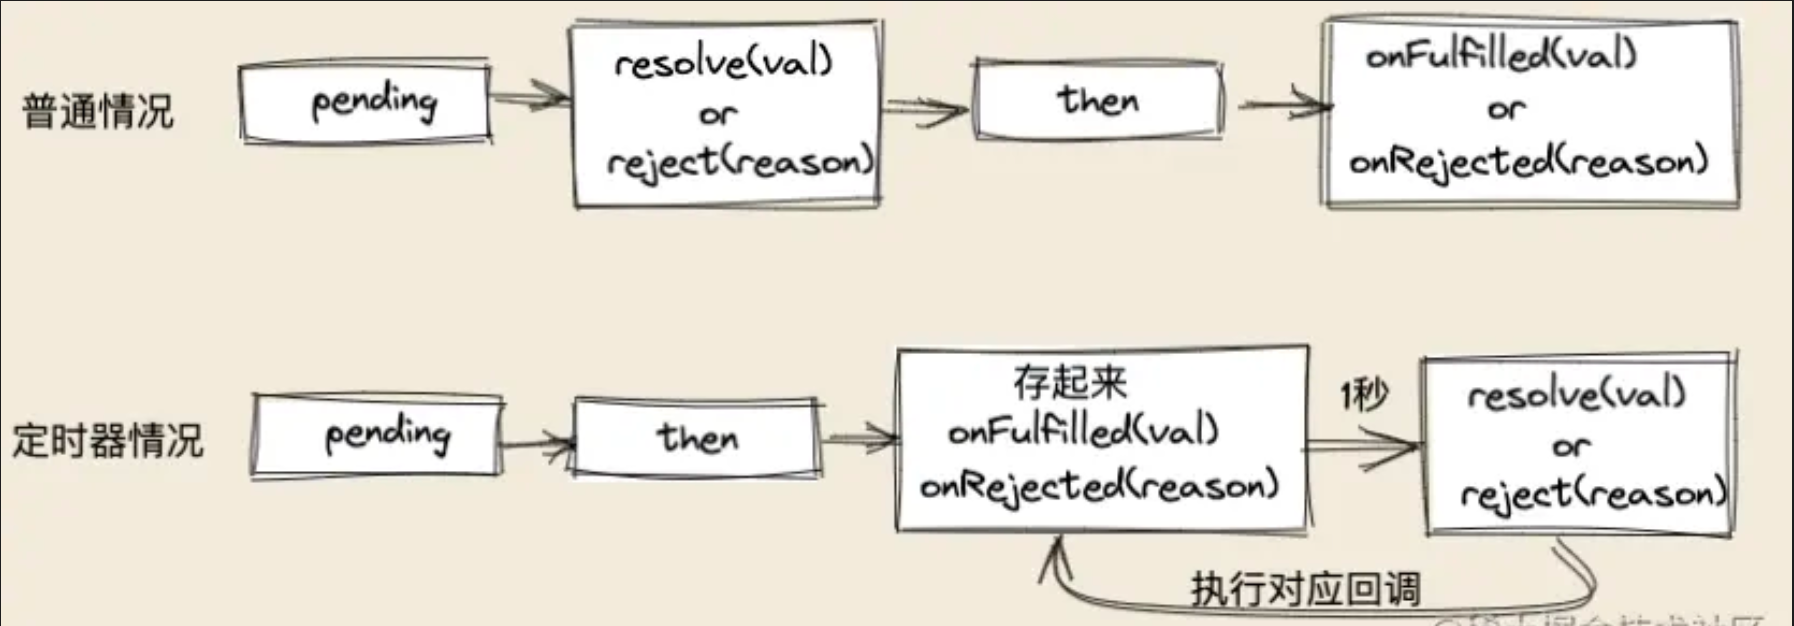 普通情况
pending
resolve(val)
or
reject(reason)
then
onFulfilled(val)
or
onRejected(reason)
定时器情况
pending
then
存起来
onFulfilled(val)
onRejected(reason)
1秒
resolve(val)
or
reject(reason)
执行对应回调